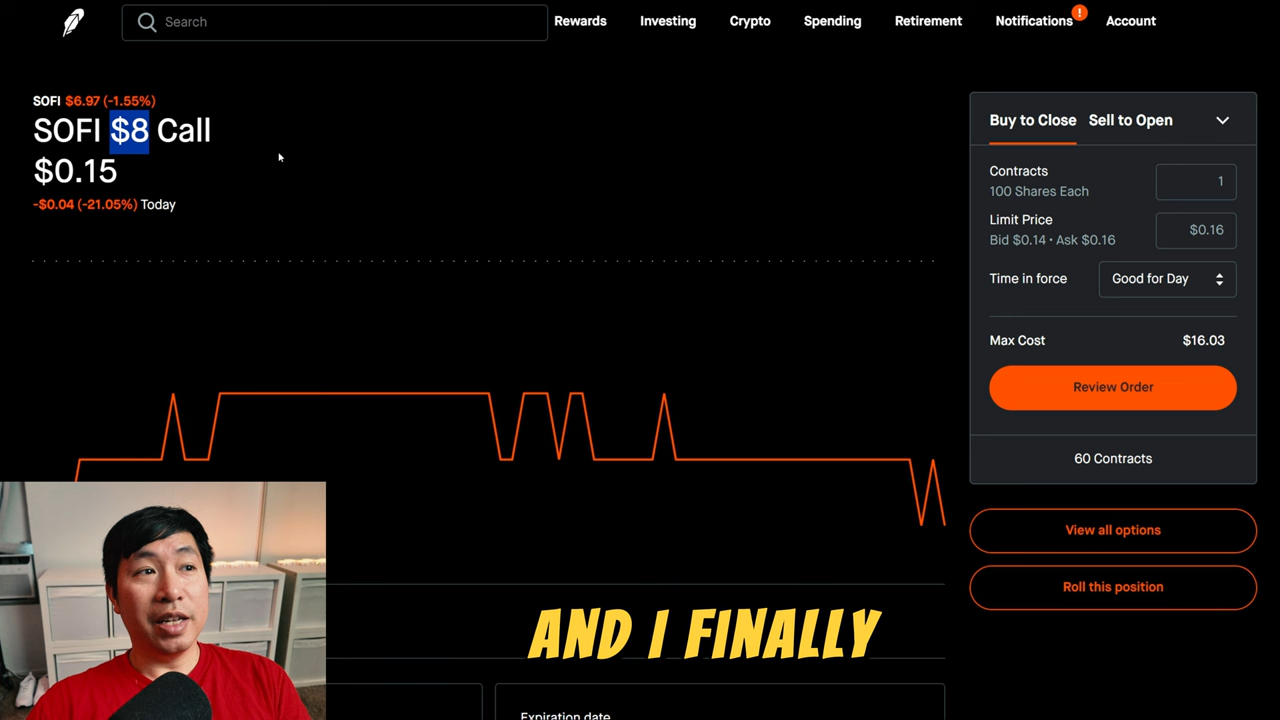 Search
Rewards
Investing
Crypto
Spending
Retirement
Notifications
!
Account
SOFI $6.97 (-1.55%)
SOFI $8 Call
$0.15
-$0.04 (-21.05%) Today
Buy to Close
Sell to Open
Contracts
100 Shares Each
1
Limit Price
Bid $0.14 • Ask $0.16
$0.16
Time in force
Good for Day
Max Cost
$16.03
Review Order
60 Contracts
View all options
Roll this position
AND I FINALLY
Expiration date